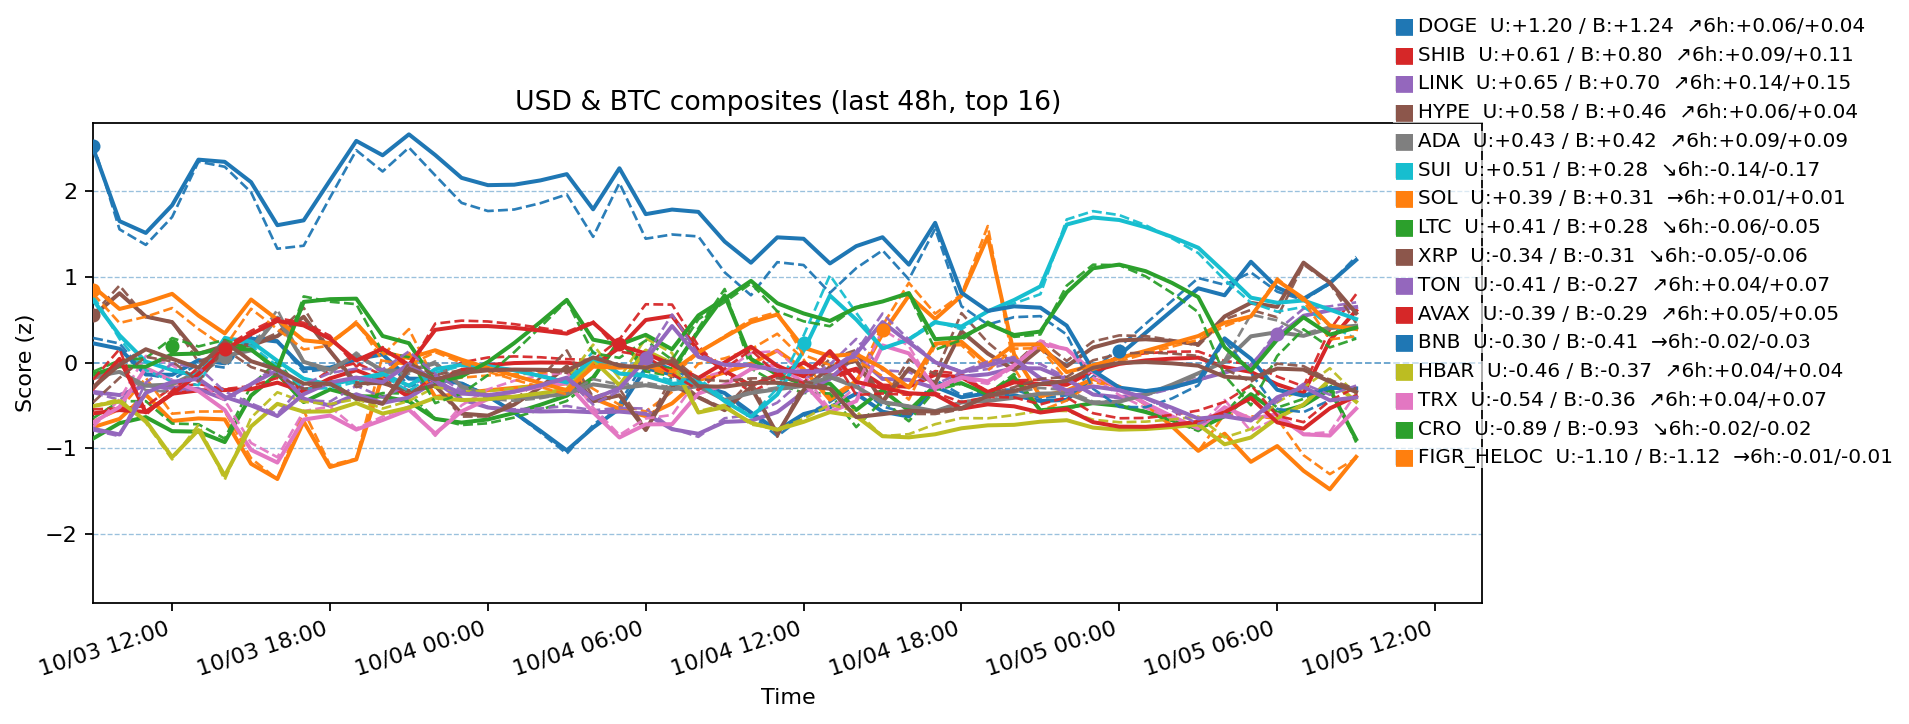 DOGE  U:+1.20 / B:+1.24  ↗6h:+0.06/+0.04
SHIB  U:+0.61 / B:+0.80  ↗6h:+0.09/+0.11
LINK  U:+0.65 / B:+0.70  ↗6h:+0.14/+0.15
HYPE  U:+0.58 / B:+0.46  ↗6h:+0.06/+0.04
ADA  U:+0.43 / B:+0.42  ↗6h:+0.09/+0.09
SUI  U:+0.51 / B:+0.28  ↘6h:-0.14/-0.17
SOL  U:+0.39 / B:+0.31  →6h:+0.01/+0.01
LTC  U:+0.41 / B:+0.28  ↘6h:-0.06/-0.05
XRP  U:-0.34 / B:-0.31  ↘6h:-0.05/-0.06
TON  U:-0.41 / B:-0.27  ↗6h:+0.04/+0.07
AVAX  U:-0.39 / B:-0.29  ↗6h:+0.05/+0.05
BNB  U:-0.30 / B:-0.41  →6h:-0.02/-0.03
HBAR  U:-0.46 / B:-0.37  ↗6h:+0.04/+0.04
TRX  U:-0.54 / B:-0.36  ↗6h:+0.04/+0.07
CRO  U:-0.89 / B:-0.93  ↘6h:-0.02/-0.02
FIGR_HELOC  U:-1.10 / B:-1.12  →6h:-0.01/-0.01
USD & BTC composites (last 48h, top 16)
Score (z)
2
1
0
−1
−2
10/03 12:00
10/03 18:00
10/04 00:00
10/04 06:00
10/04 12:00
10/04 18:00
10/05 00:00
10/05 06:00
10/05 12:00
Time